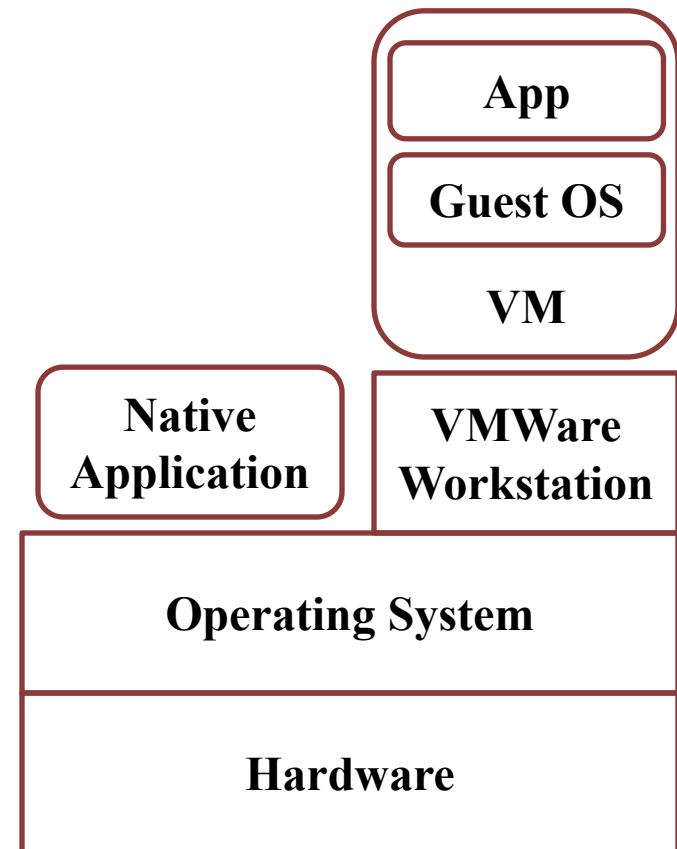 App
Guest OS
VM
Native
Application
VMWare
Workstation
Operating System
Hardware